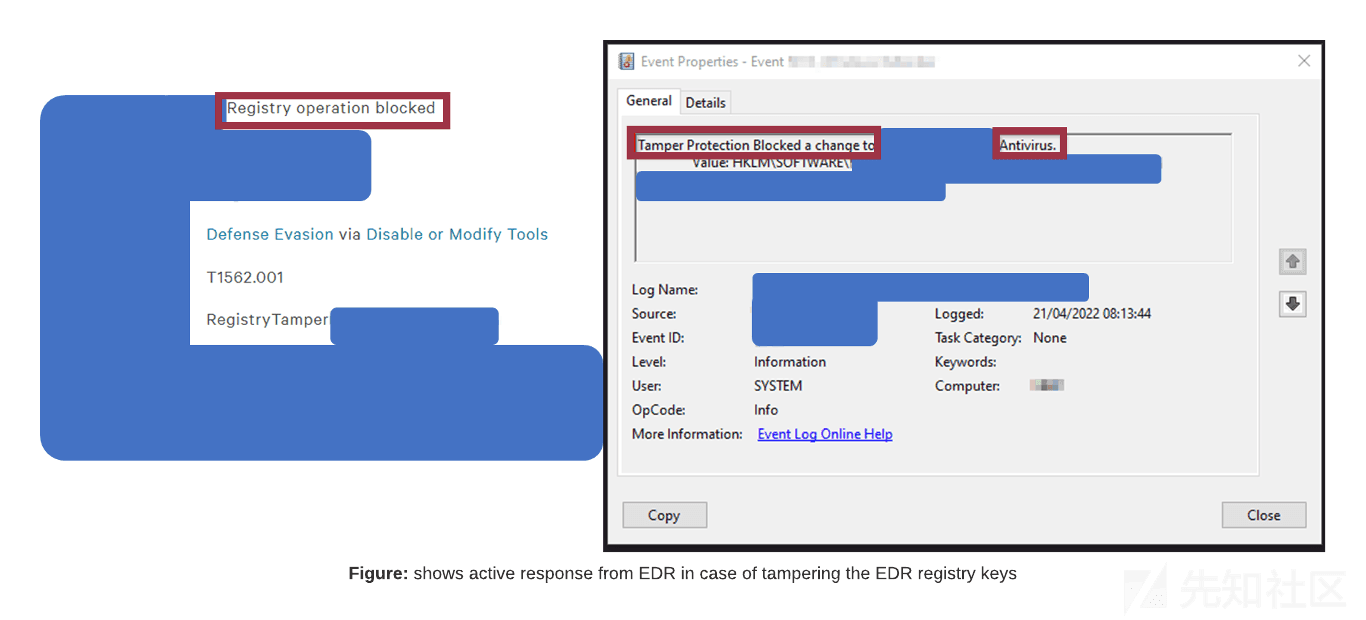 Registry operation blocked
Defense Evasion via Disable or Modify Tools
T1562.001
RegistryTamper
Event Properties - Event
General
Details
Tamper Protection Blocked a change to
Antivirus.
Value: HKLM\SOFTWARE\
Log Name:
Source:
Logged: 21/04/2022 08:13:44
Event ID:
Task Category: None
Level: Information
Keywords:
User: SYSTEM
Computer:
OpCode: Info
More Information: Event Log Online Help
Copy
Close
Figure: shows active response from EDR in case of tampering the EDR registry keys
先知社区